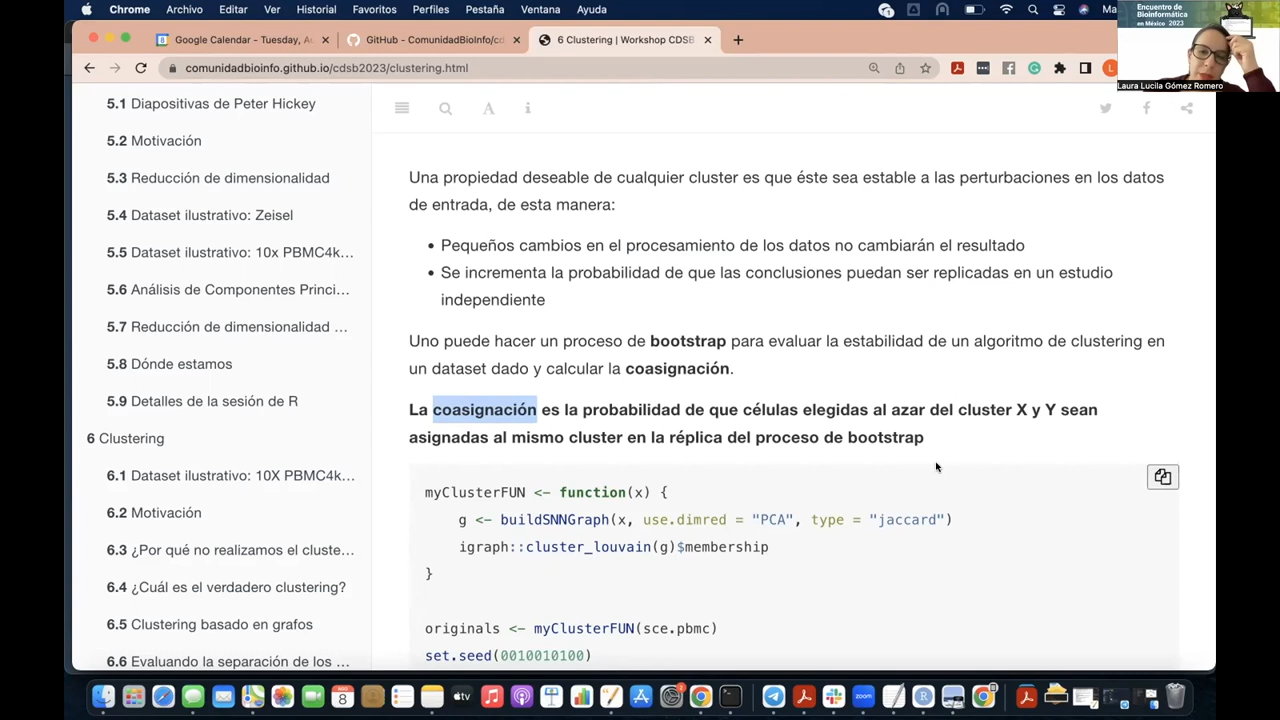 Chrome Archivo Editar Ver Historial Favoritos Perfiles Pestaña Ventana Ayuda
Encuentro de
Bioinformática
en México 2023
Laura Lucila Gómez Romero
Google Calendar - Tuesday, Au
GitHub - ComunidadBioInfo/cd
6 Clustering | Workshop CDSB
comunidadbioinfo.github.io/cdsb2023/clustering.html
5.1 Diapositivas de Peter Hickey
5.2 Motivación
5.3 Reducción de dimensionalidad
5.4 Dataset ilustrativo: Zeisel
5.5 Dataset ilustrativo: 10x PBMC4k...
5.6 Análisis de Componentes Princi...
5.7 Reducción de dimensionalidad ...
5.8 Dónde estamos
5.9 Detalles de la sesión de R
6 Clustering
6.1 Dataset ilustrativo: 10X PBMC4k...
6.2 Motivación
6.3 ¿Por qué no realizamos el cluste...
6.4 ¿Cuál es el verdadero clustering?
6.5 Clustering basado en grafos
6.6 Evaluando la separación de los ...
Una propiedad deseable de cualquier cluster es que éste sea estable a las perturbaciones en los datos
de entrada, de esta manera:
• Pequeños cambios en el procesamiento de los datos no cambiarán el resultado
• Se incrementa la probabilidad de que las conclusiones puedan ser replicadas en un estudio
independiente
Uno puede hacer un proceso de bootstrap para evaluar la estabilidad de un algoritmo de clustering en
un dataset dado y calcular la coasignación.
La coasignación es la probabilidad de que células elegidas al azar del cluster X y Y sean
asignadas al mismo cluster en la réplica del proceso de bootstrap
myClusterFUN <- function(x) {
g <- buildSNNGraph(x, use.dimred = "PCA", type = "jaccard")
igraph::cluster_louvain(g)$membership
}
originals <- myClusterFUN(sce.pbmc)
set.seed(0010010100)